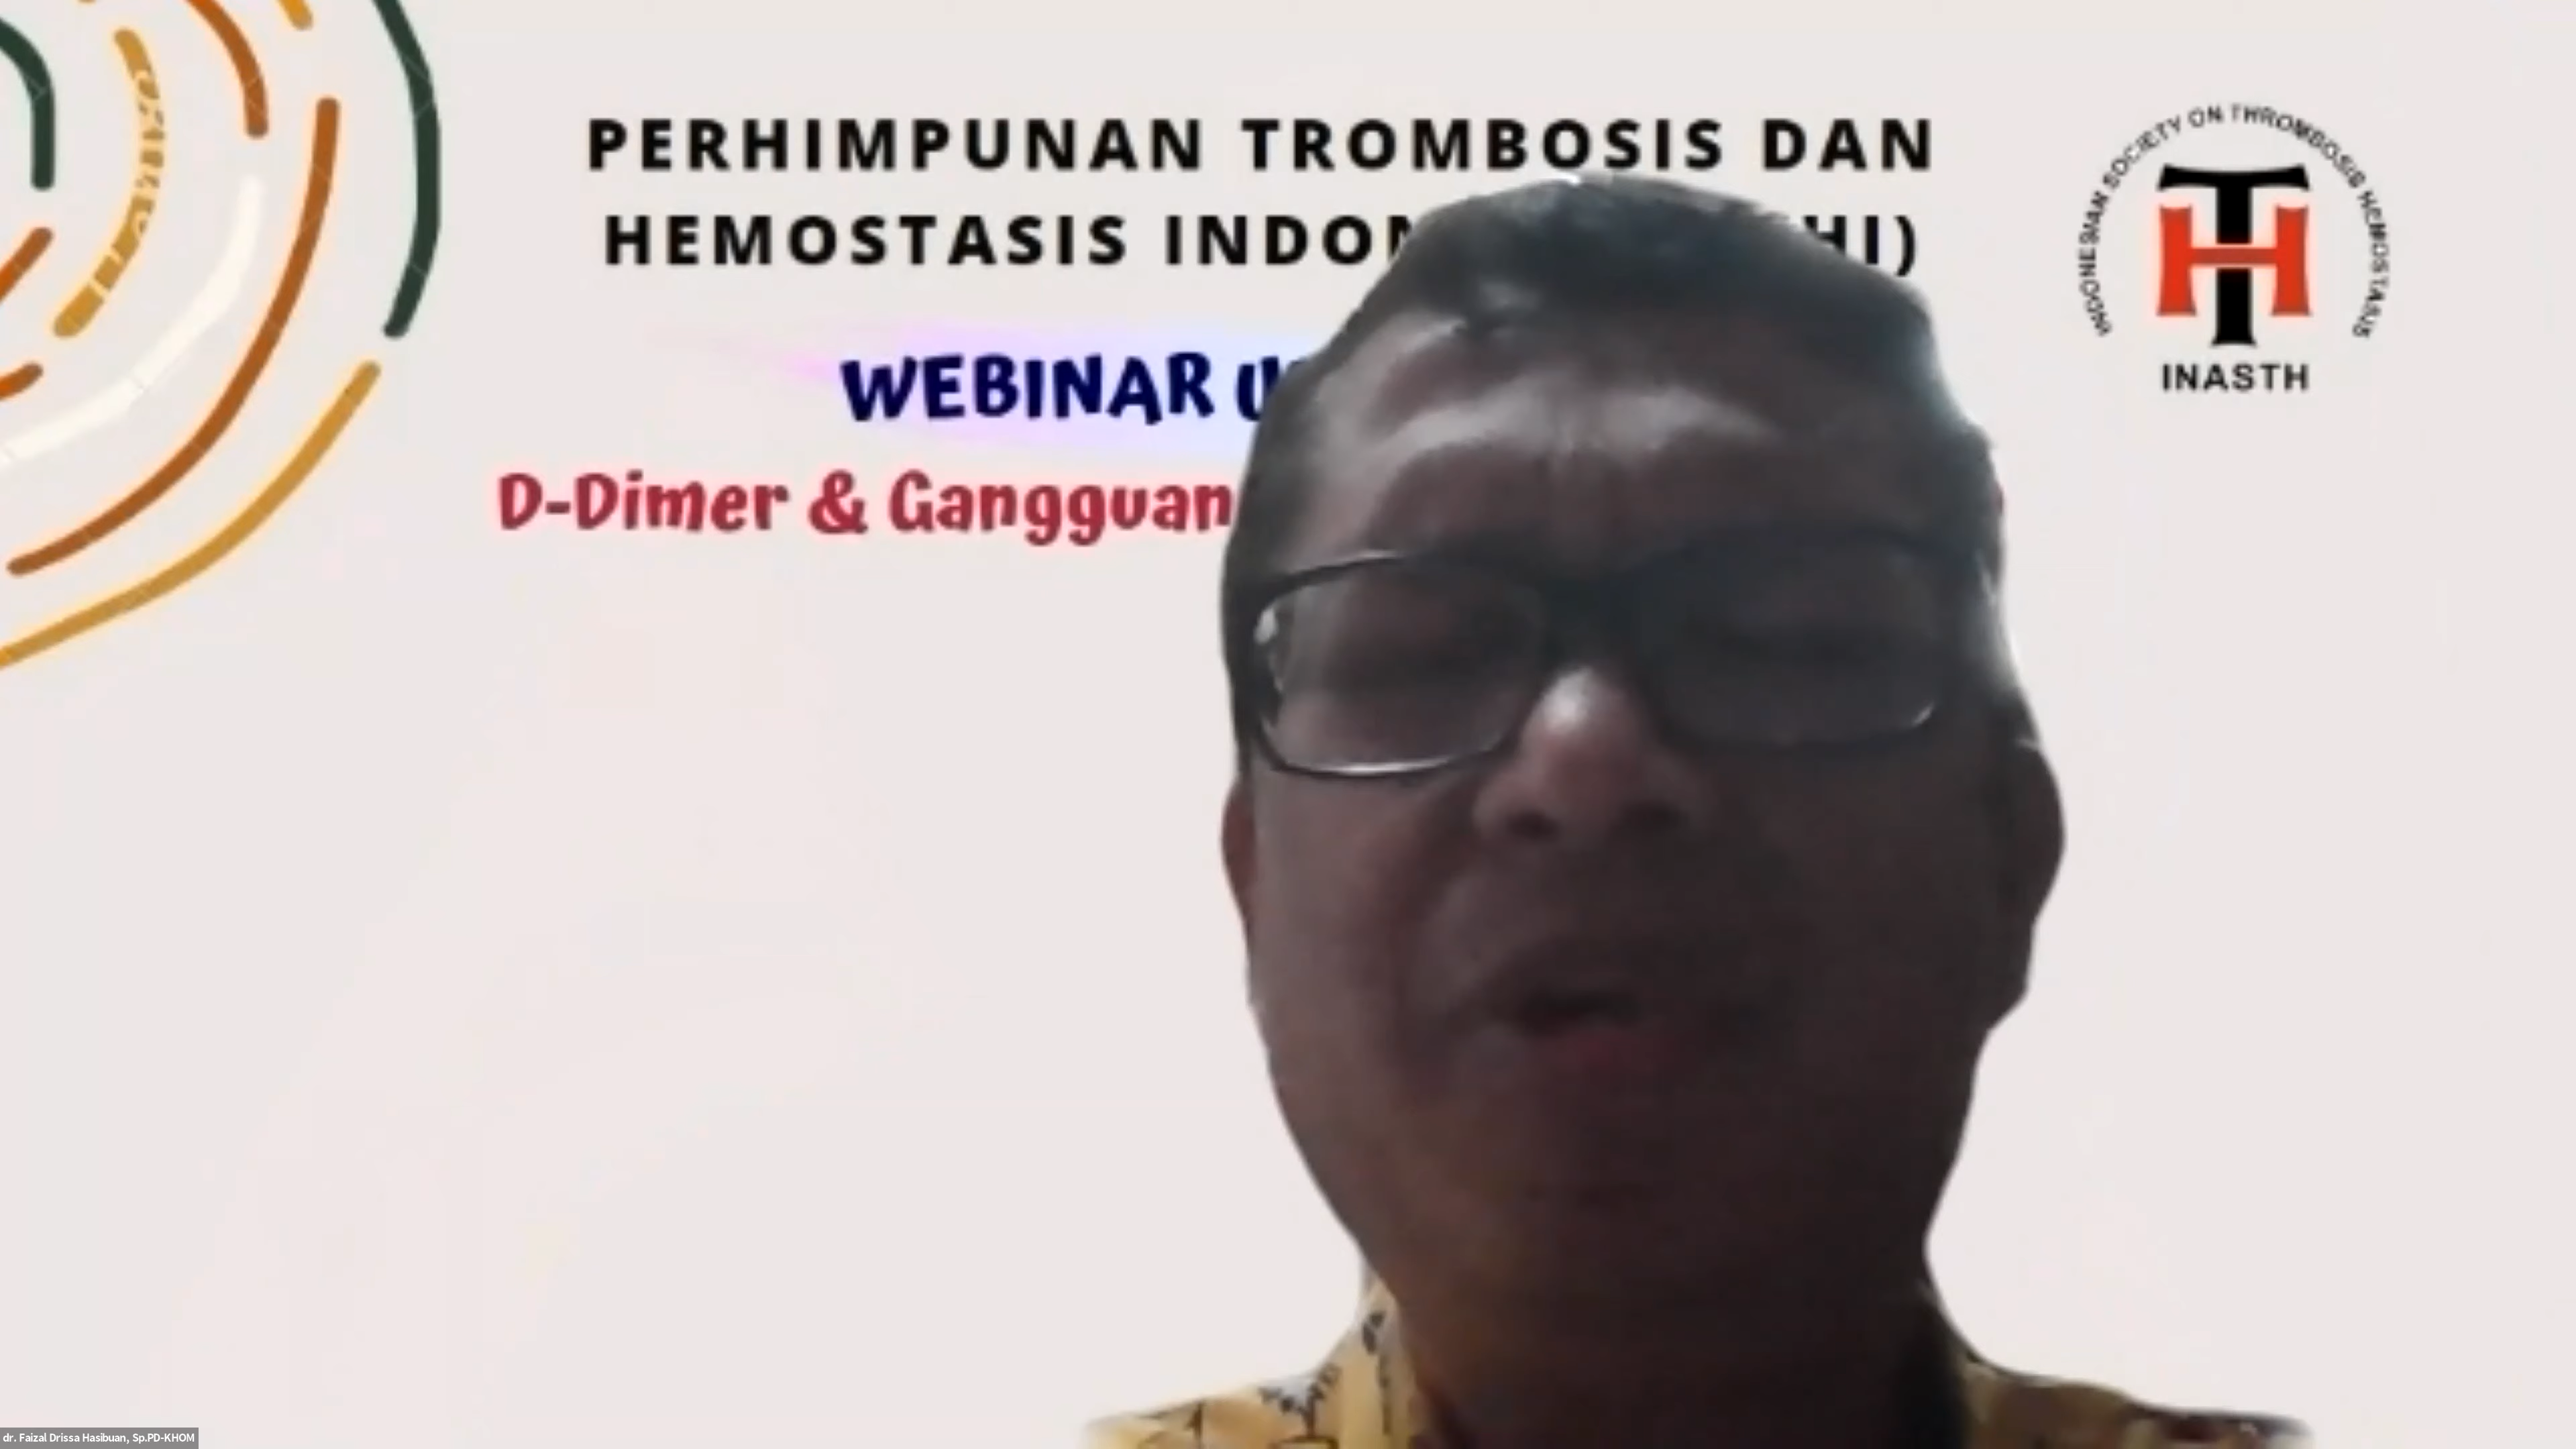 PERHIMPUNAN TROMBOSIS DAN
HEMOSTASIS
WEBINAR
D-Dimer & Gangguan
INDONESIAN SOCIETY ON THROMBOSIS HEMOSTASIS
INASTH
dr. Faizal Drissa Hasibuan, Sp.PD-KHOM